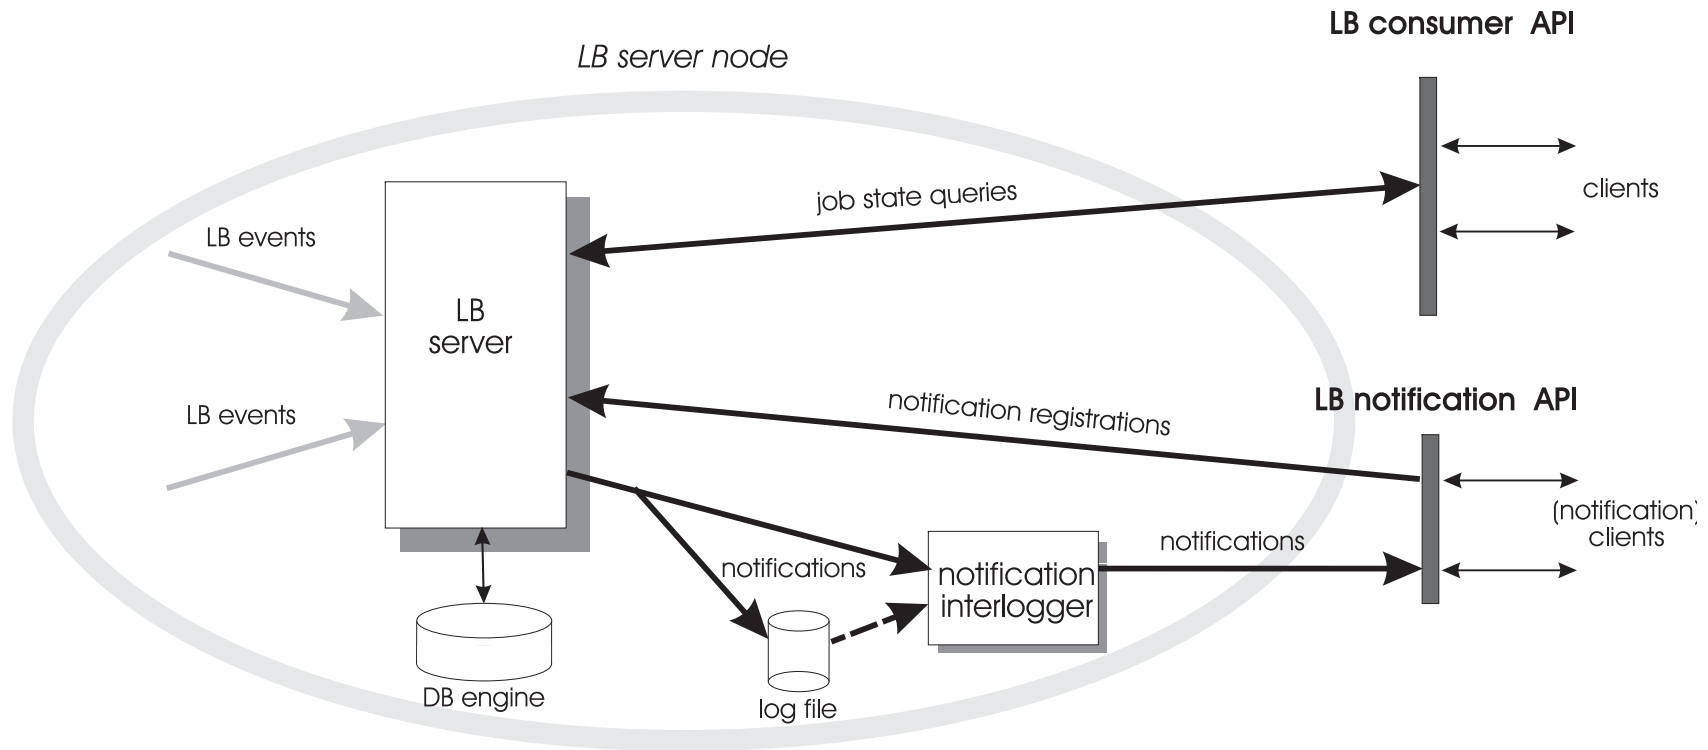 LB consumer API
LB server node
job state queries
clients
LB events
LB
server
LB events
notification registrations
LB notification API
(notification)
clients
notifications
notifications
notification
interlogger
DB engine
log file